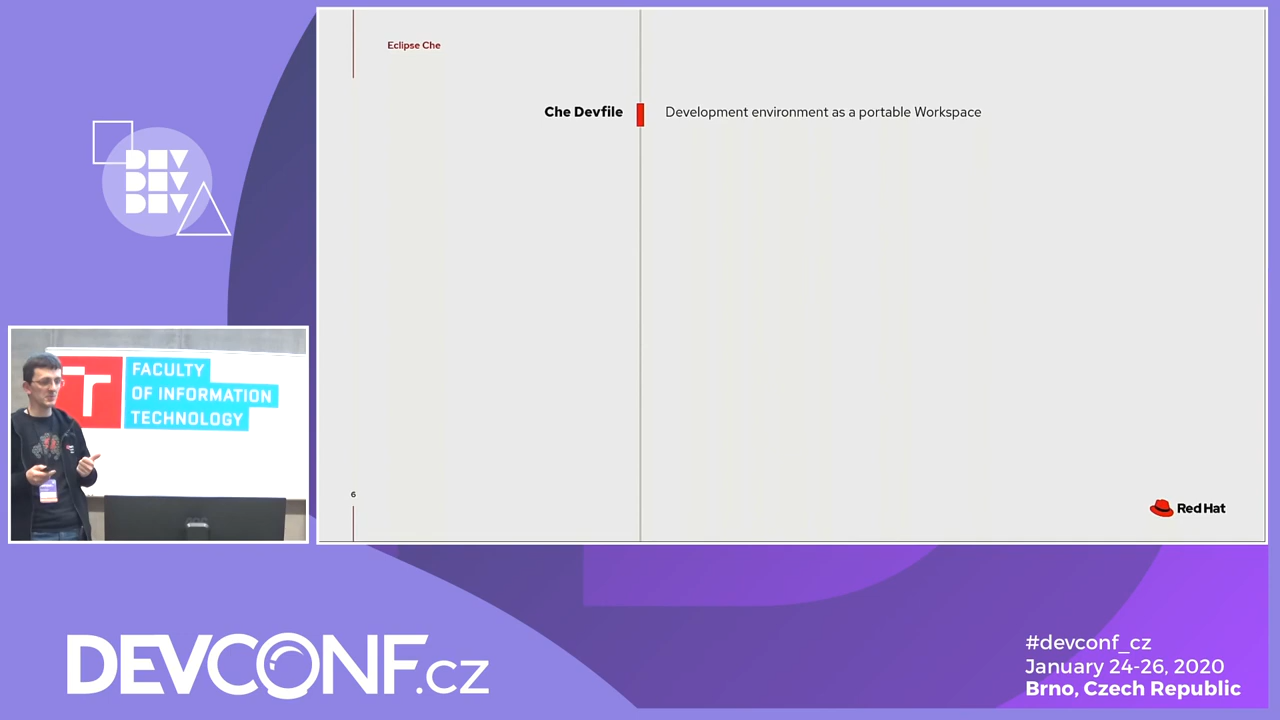 Eclipse Che
Che Devfile
Development environment as a portable Workspace
6
Red Hat
DEV
DEV
DEV
FACULTY
OF INFORMATION
TECHNOLOGY
DEVCONF.cz
#devconf_cz
January 24-26, 2020
Brno, Czech Republic